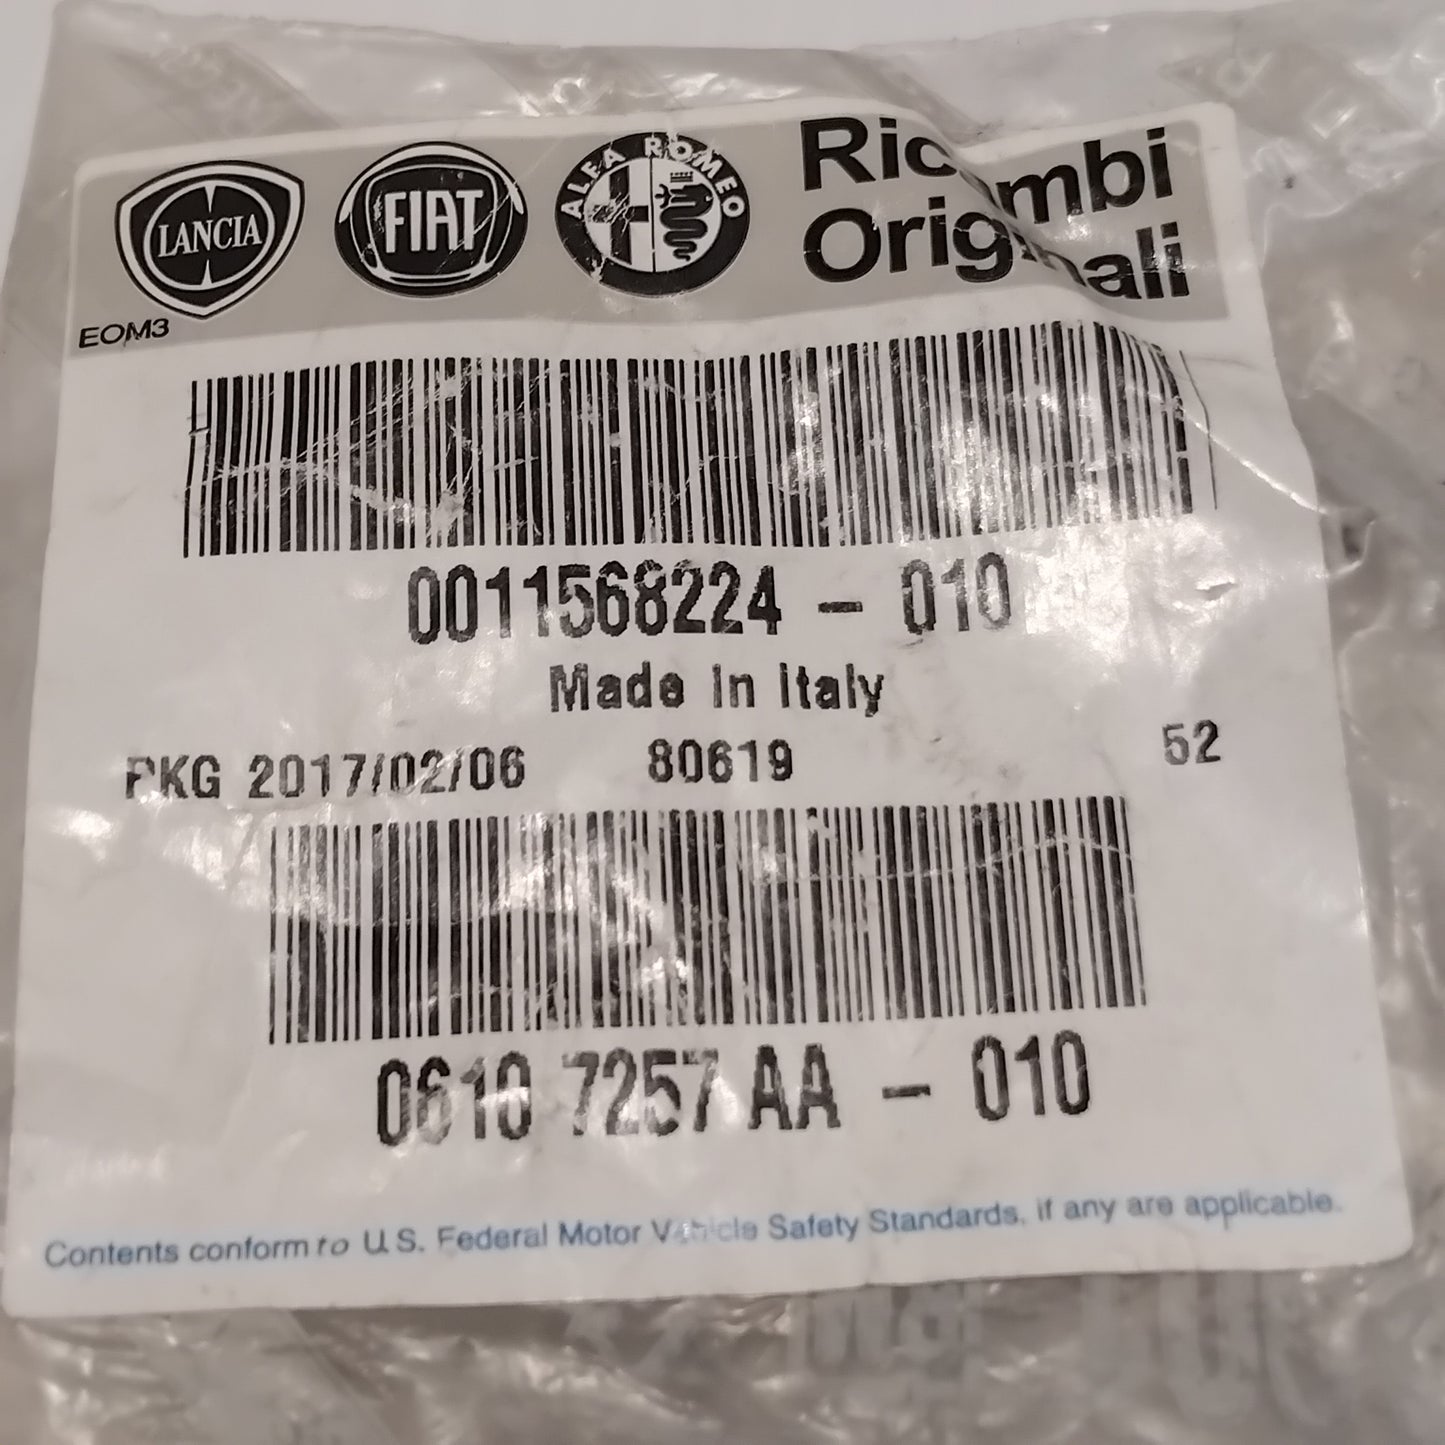 LANCIA
FIAT
ALFA ROMEO
Ricambi
Originali
EOM3
0011568224 - 010
Made In Italy
PKG 2017/02/06 80619 52
0610 7257 AA - 010
Contents conform to U.S. Federal Motor Vehicle Safety Standards, if any are applicable.